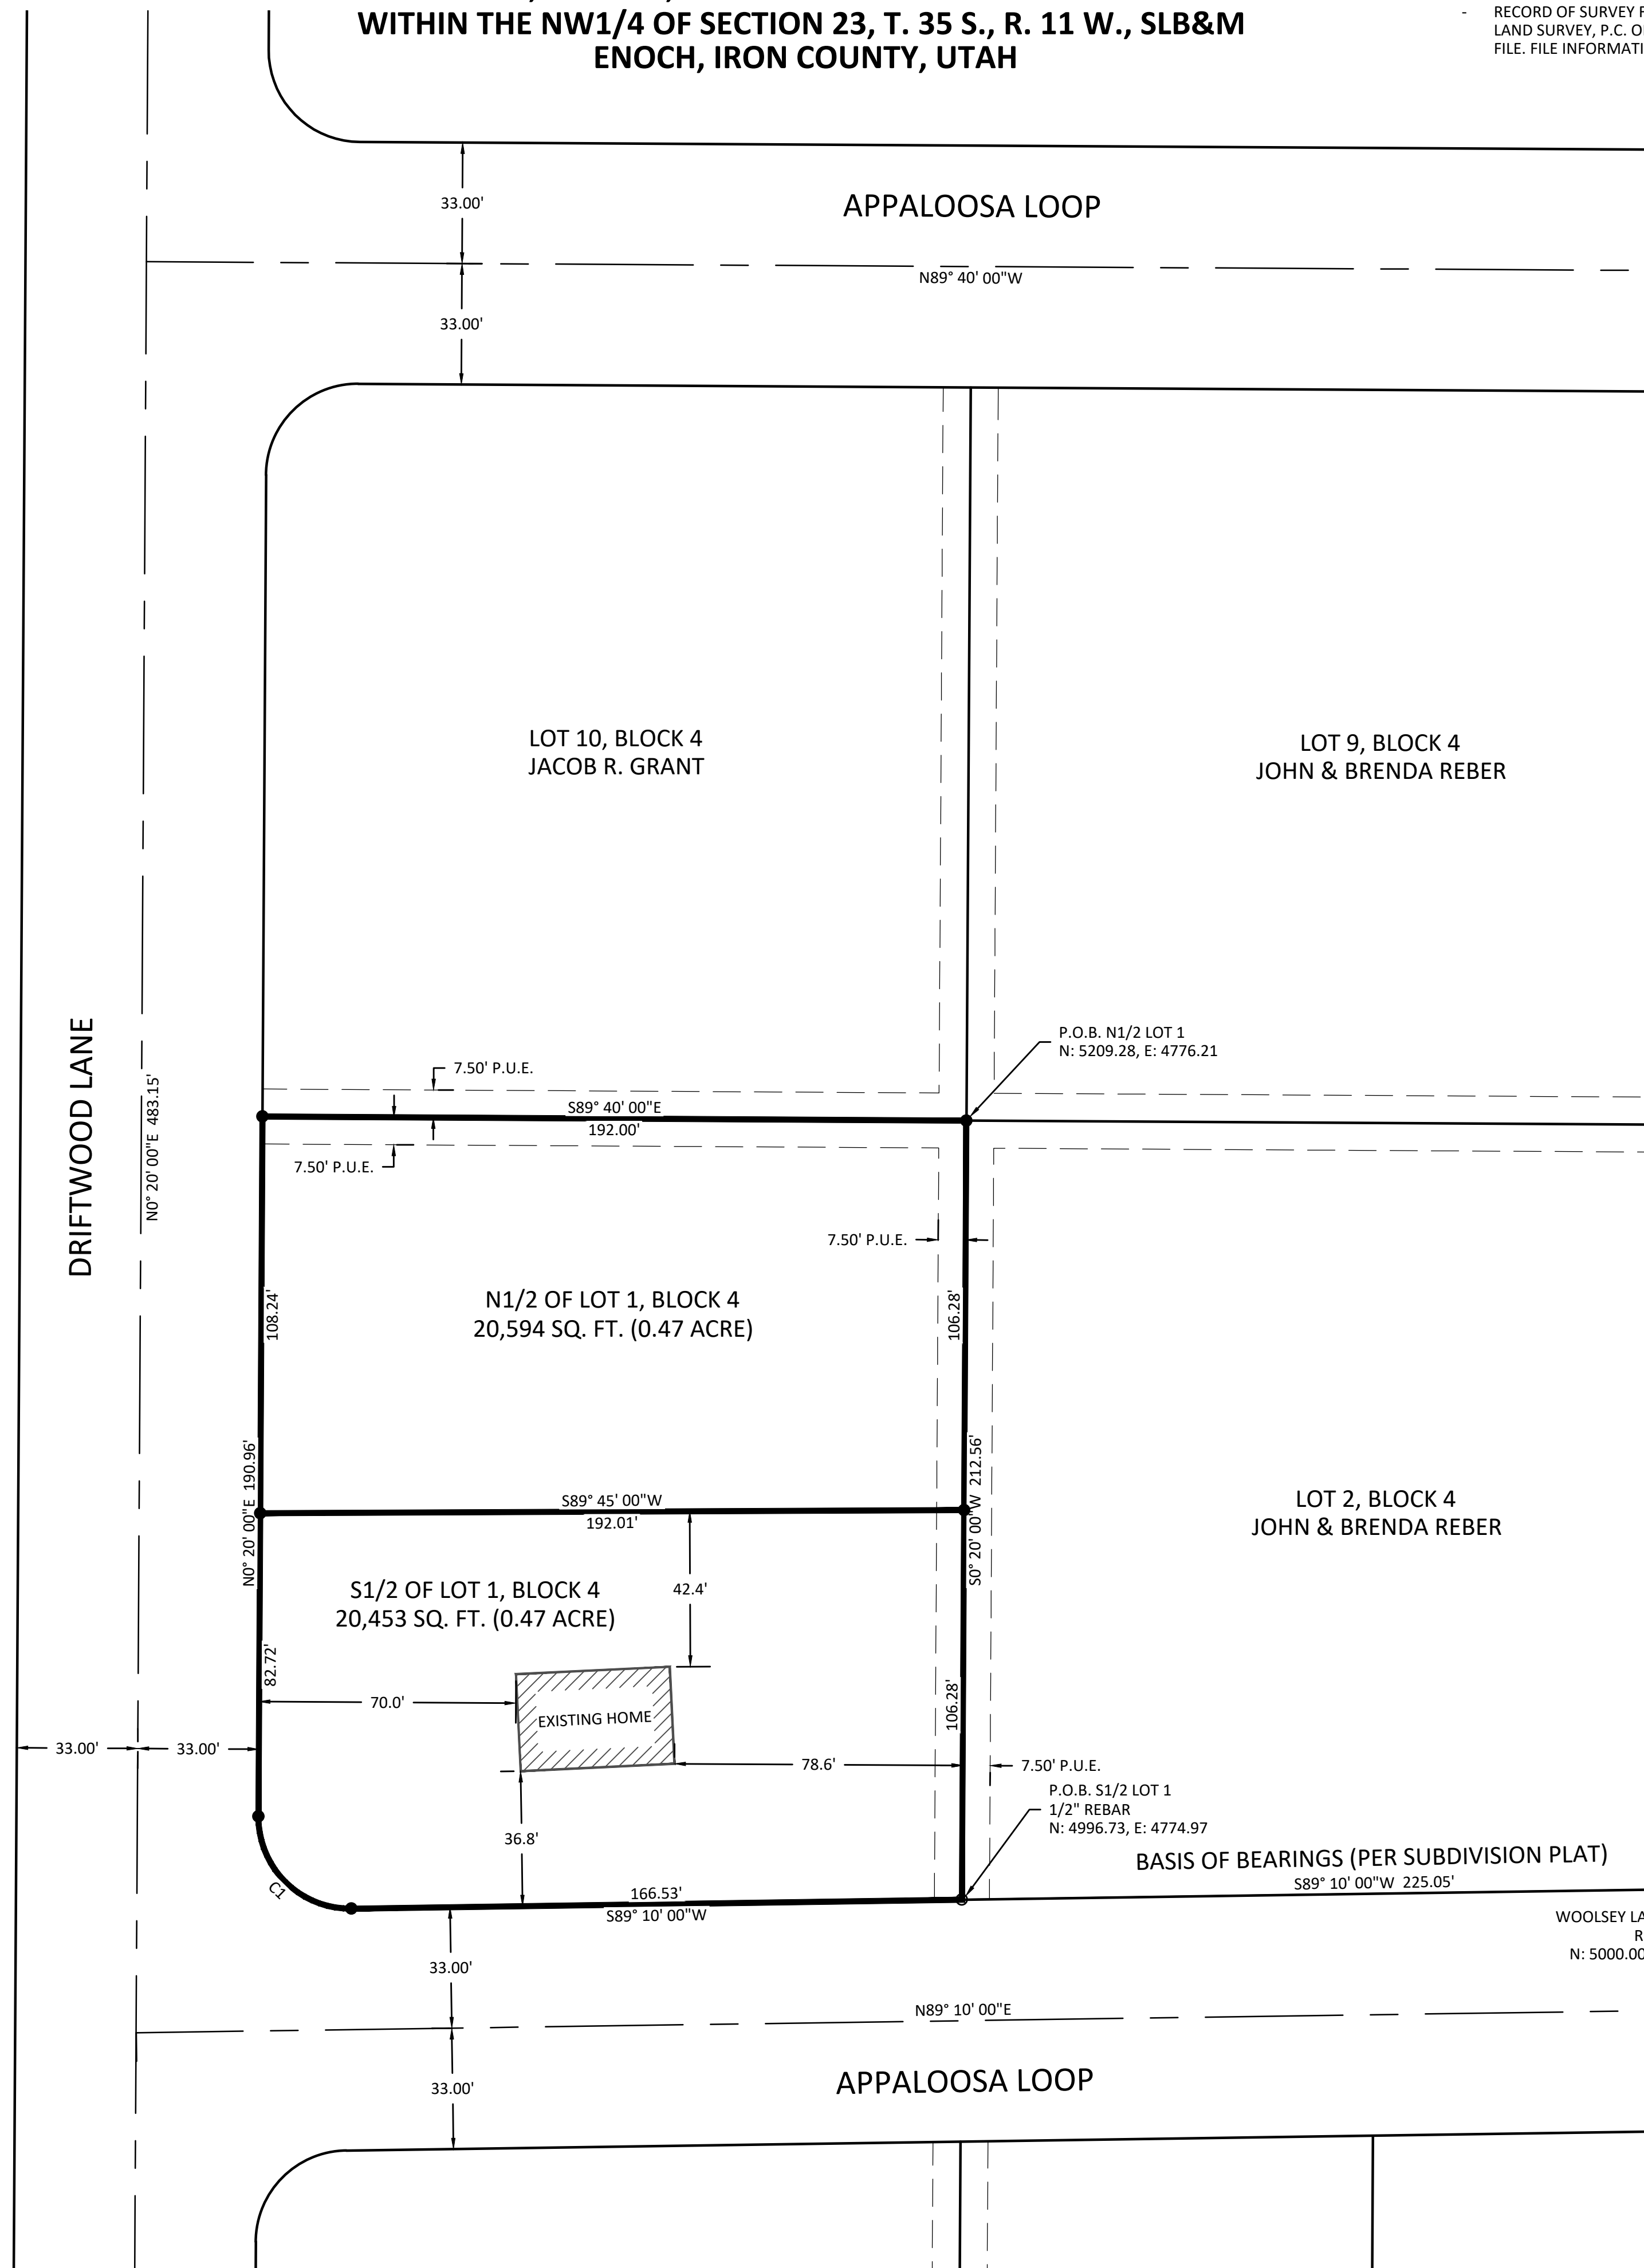 WITHIN THE NW1/4 OF SECTION 23, T. 35 S., R. 11 W., SLB&M
ENOCH, IRON COUNTY, UTAH
- RECORD OF SURVEY
LAND SURVEY, P.C.
FILE. FILE
33.00'
APPALOOSA LOOP
N89° 40' 00"W
33.00'
LOT 10, BLOCK 4
JACOB R. GRANT
LOT 9, BLOCK 4
JOHN & BRENDA REBER
DRIFTWOOD LANE
N0° 20' 00"E 483.15'
P.O.B. N1/2 LOT 1
N: 5209.28, E: 4776.21
7.50' P.U.E.
S89° 40' 00"E
192.00'
7.50' P.U.E.
7.50' P.U.E.
108.24'
N1/2 OF LOT 1, BLOCK 4
20,594 SQ. FT. (0.47 ACRE)
106.28'
N0° 20' 00"E 190.96'
S89° 45' 00"W
192.01'
S0° 20' 00"W 212.56'
LOT 2, BLOCK 4
JOHN & BRENDA REBER
S1/2 OF LOT 1, BLOCK 4
20,453 SQ. FT. (0.47 ACRE)
42.4'
82.72'
70.0'
EXISTING HOME
106.28'
33.00'
33.00'
78.6'
7.50' P.U.E.
P.O.B. S1/2 LOT 1
1/2" REBAR
N: 4996.73, E: 4774.97
36.8'
BASIS OF BEARINGS (PER SUBDIVISION PLAT)
S89° 10' 00"W 225.05'
C1
166.53'
S89° 10' 00"W
WOOLSEY
N: 5000.00
33.00'
N89° 10' 00"E
APPALOOSA LOOP
33.00'